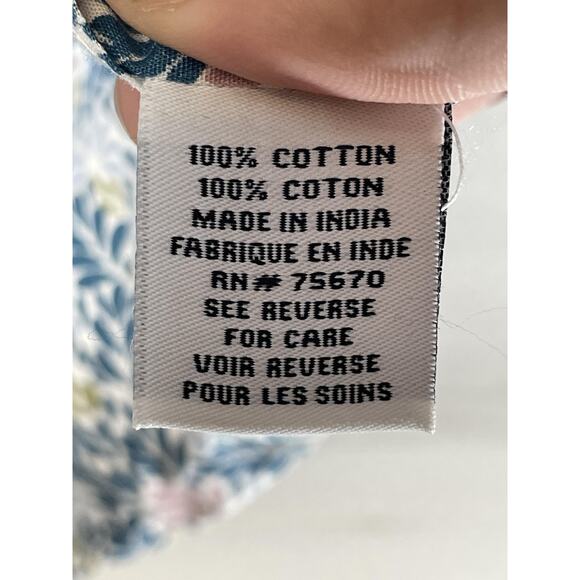 100% COTTON
100% COTON
MADE IN INDIA
FABRIQUE EN INDE
RN# 75670
SEE REVERSE
FOR CARE
VOIR REVERSE
POUR LES SOINS